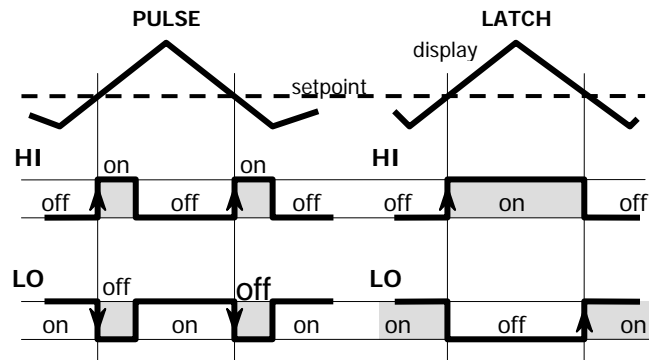 PULSE LATCH
display
setpoint
HI on on HI
off off off off on off
LO off off LO
on on on on off on